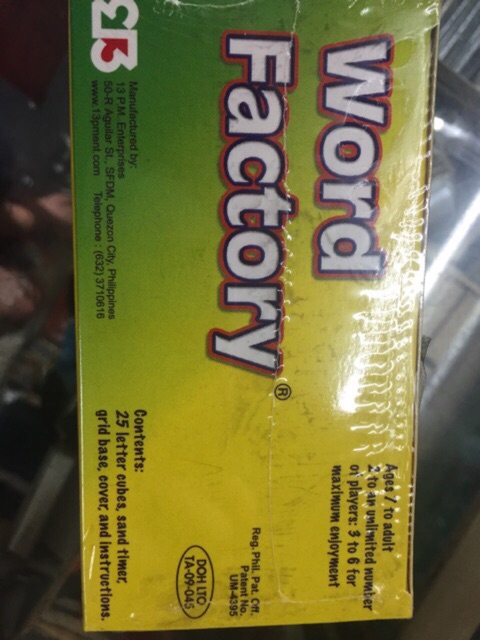 Word
Factory®
Ages 7 to adult
2 to an unlimited number
of players: 3 to 6 for
maximum enjoyment
Reg. Phil. Pat. Off.
Patent No.
UM-4395
DOH LTO
TA-09-045
Manufactured by:
13 P.M. Enterprises
50-R Aguilar St., SFDM, Quezon City, Philippines
www.13pment.com Telephone : (632) 3710616
Contents:
25 letter cubes, sand timer,
grid base, cover, and instructions.